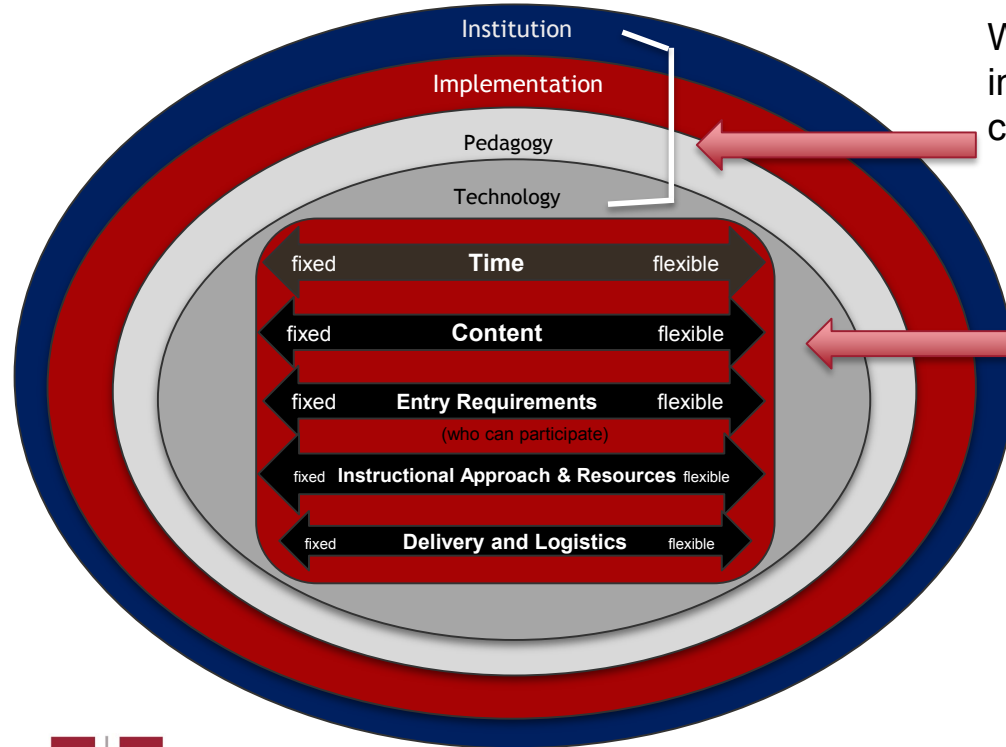 Institution
Implementation
Pedagogy
Technology
fixed Time flexible
fixed Content flexible
fixed Entry Requirements flexible
(who can participate)
fixed Instructional Approach & Resources flexible
fixed Delivery and Logistics flexible